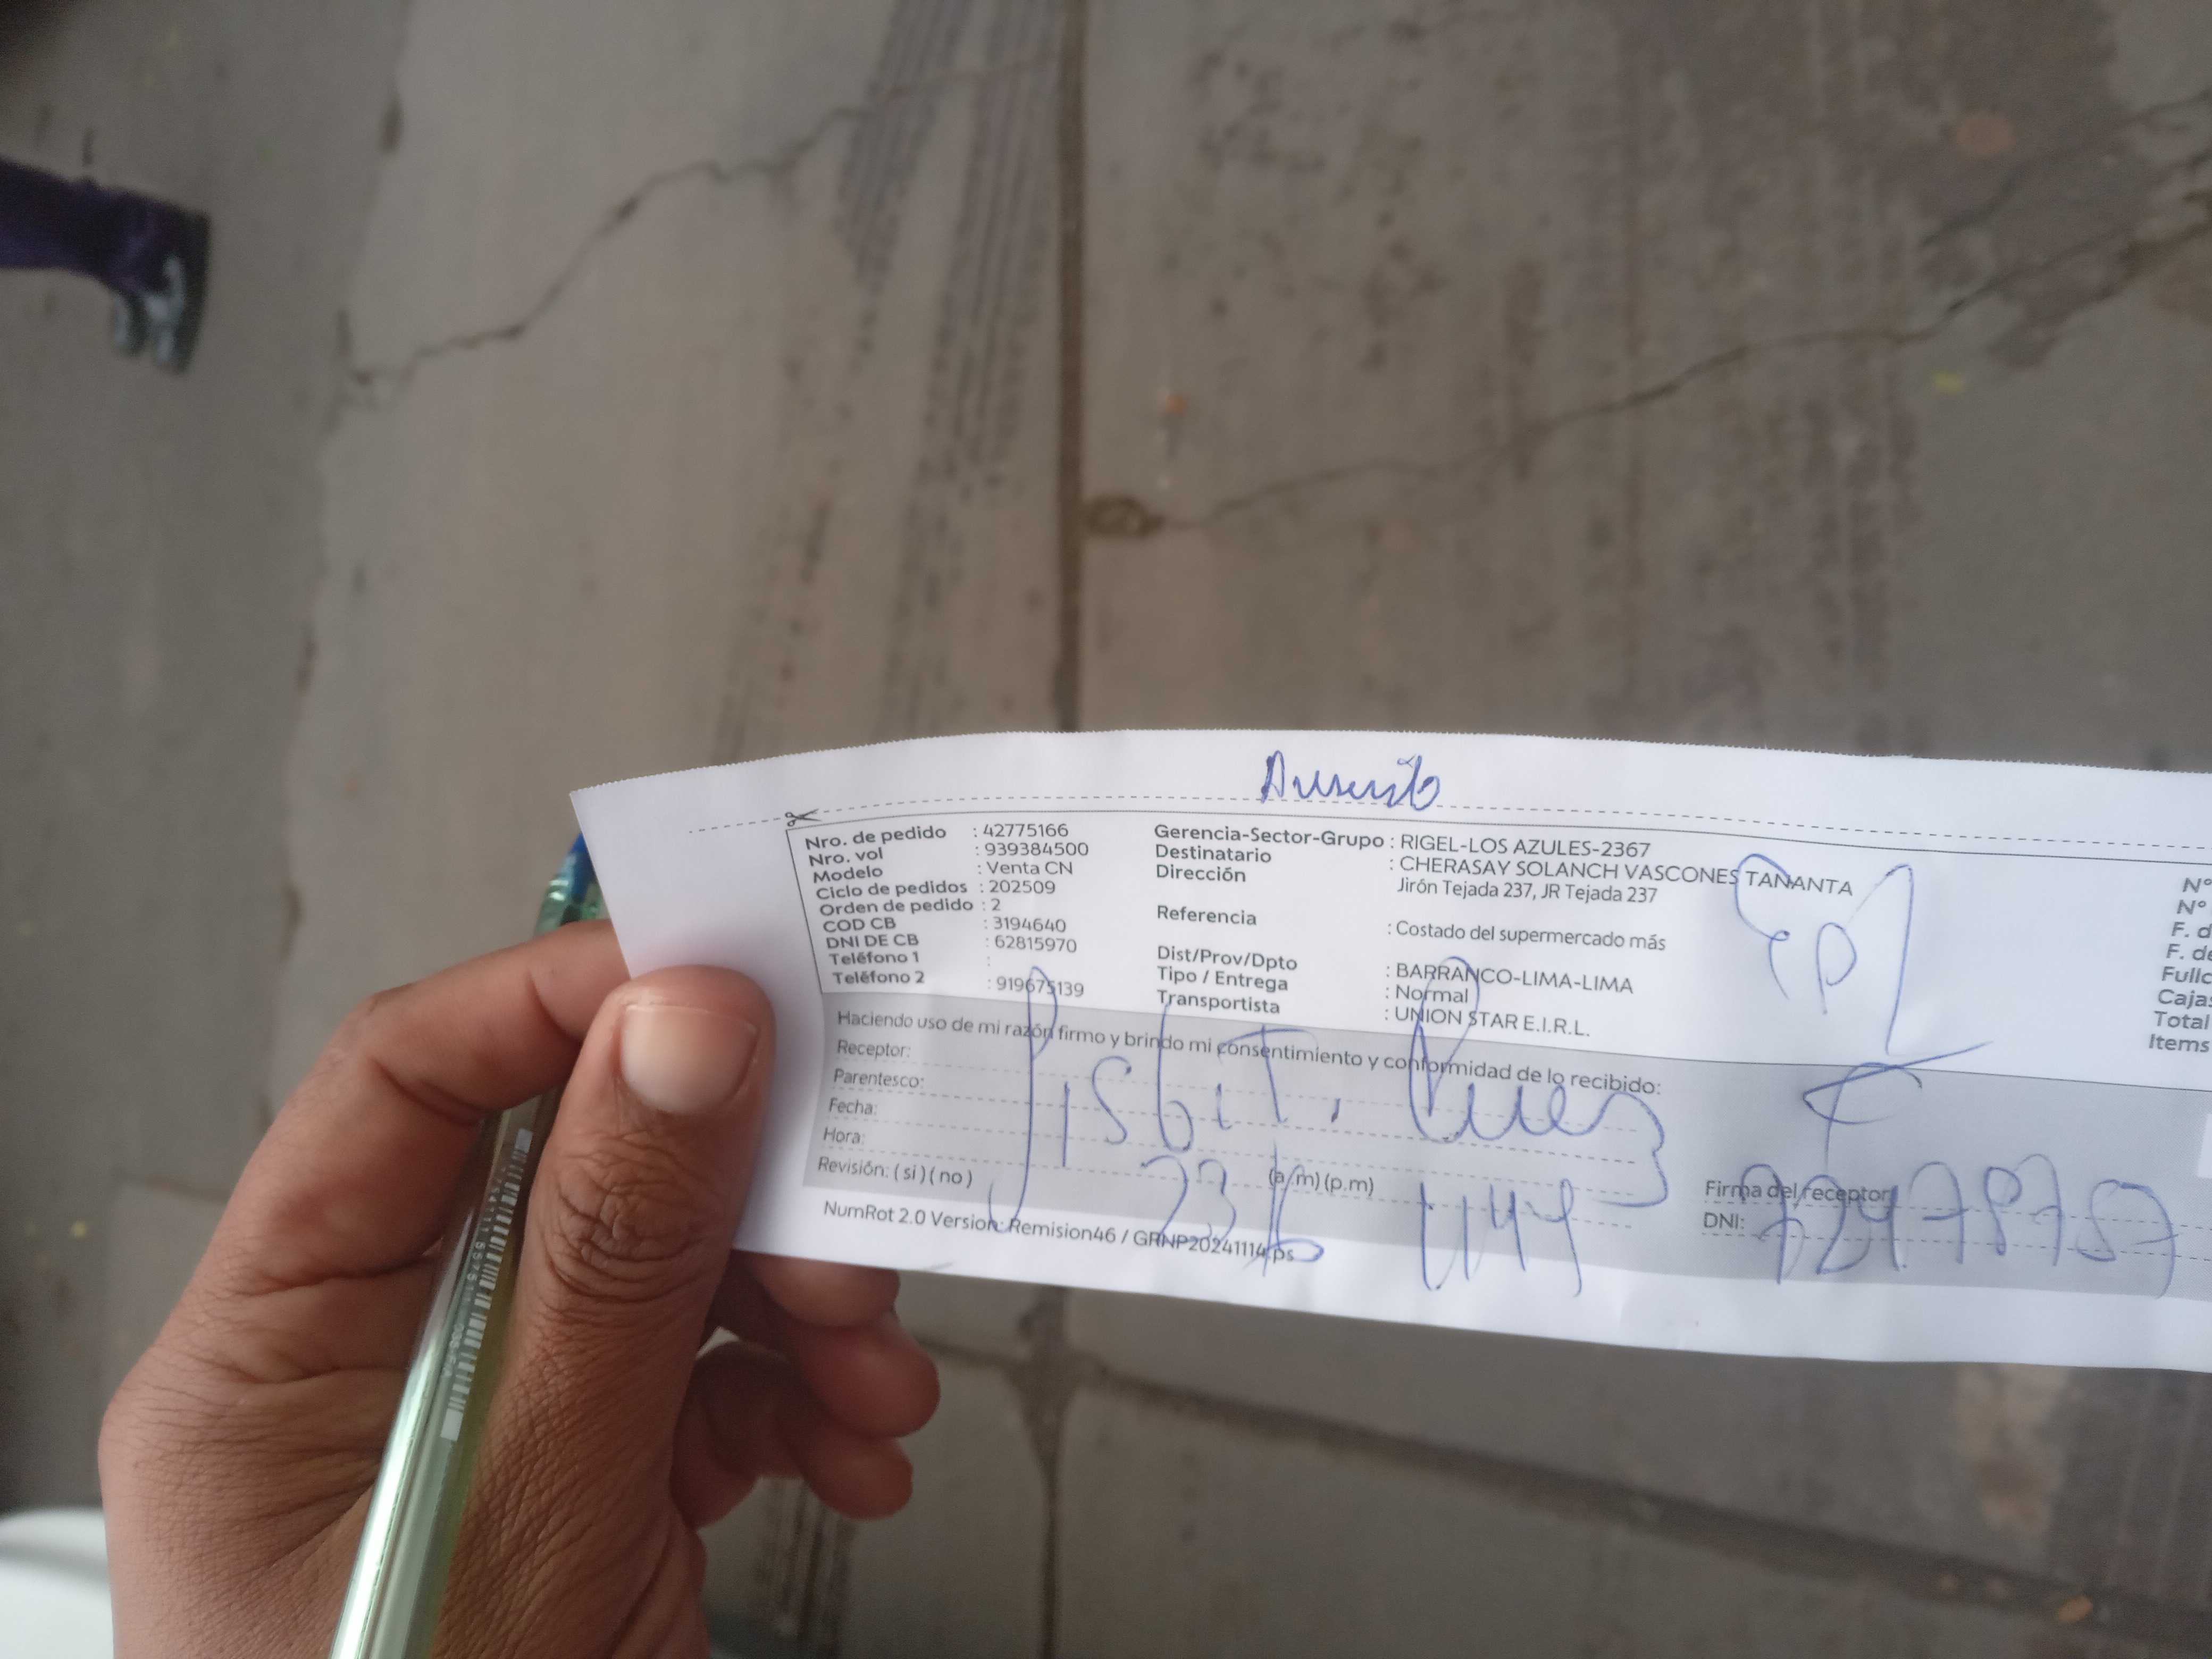 Nro. de pedido : 42775166
Nro. vol : 939384500
Modelo : Venta CN
Ciclo de pedidos : 202509
Orden de pedido : 2
COD CB : 3194640
DNI DE CB : 62815970
Teléfono 1 :
Teléfono 2 : 919675139
Gerencia-Sector-Grupo : RIGEL-LOS AZULES-2367
Destinatario : CHERASAY SOLANCH VASCONES TANANTA
Dirección Jirón Tejada 237, JR Tejada 237
Referencia : Costado del supermercado más
Dist/Prov/Dpto : BARRANCO-LIMA-LIMA
Tipo / Entrega : Normal
Transportista : UNION STAR E.I.R.L.
N°
N°
F. d
F. de
Fullc
Cajas
Total
Items
Haciendo uso de mi razón firmo y brindo mi consentimiento y conformidad de lo recibido:
Receptor:
Parentesco:
Fecha:
Hora: (a.m) (p.m)
Revisión: ( si ) ( no )
Firma del receptor
DNI:
NumRot 2.0 Version: Remision46 / GRNP20241114.ps